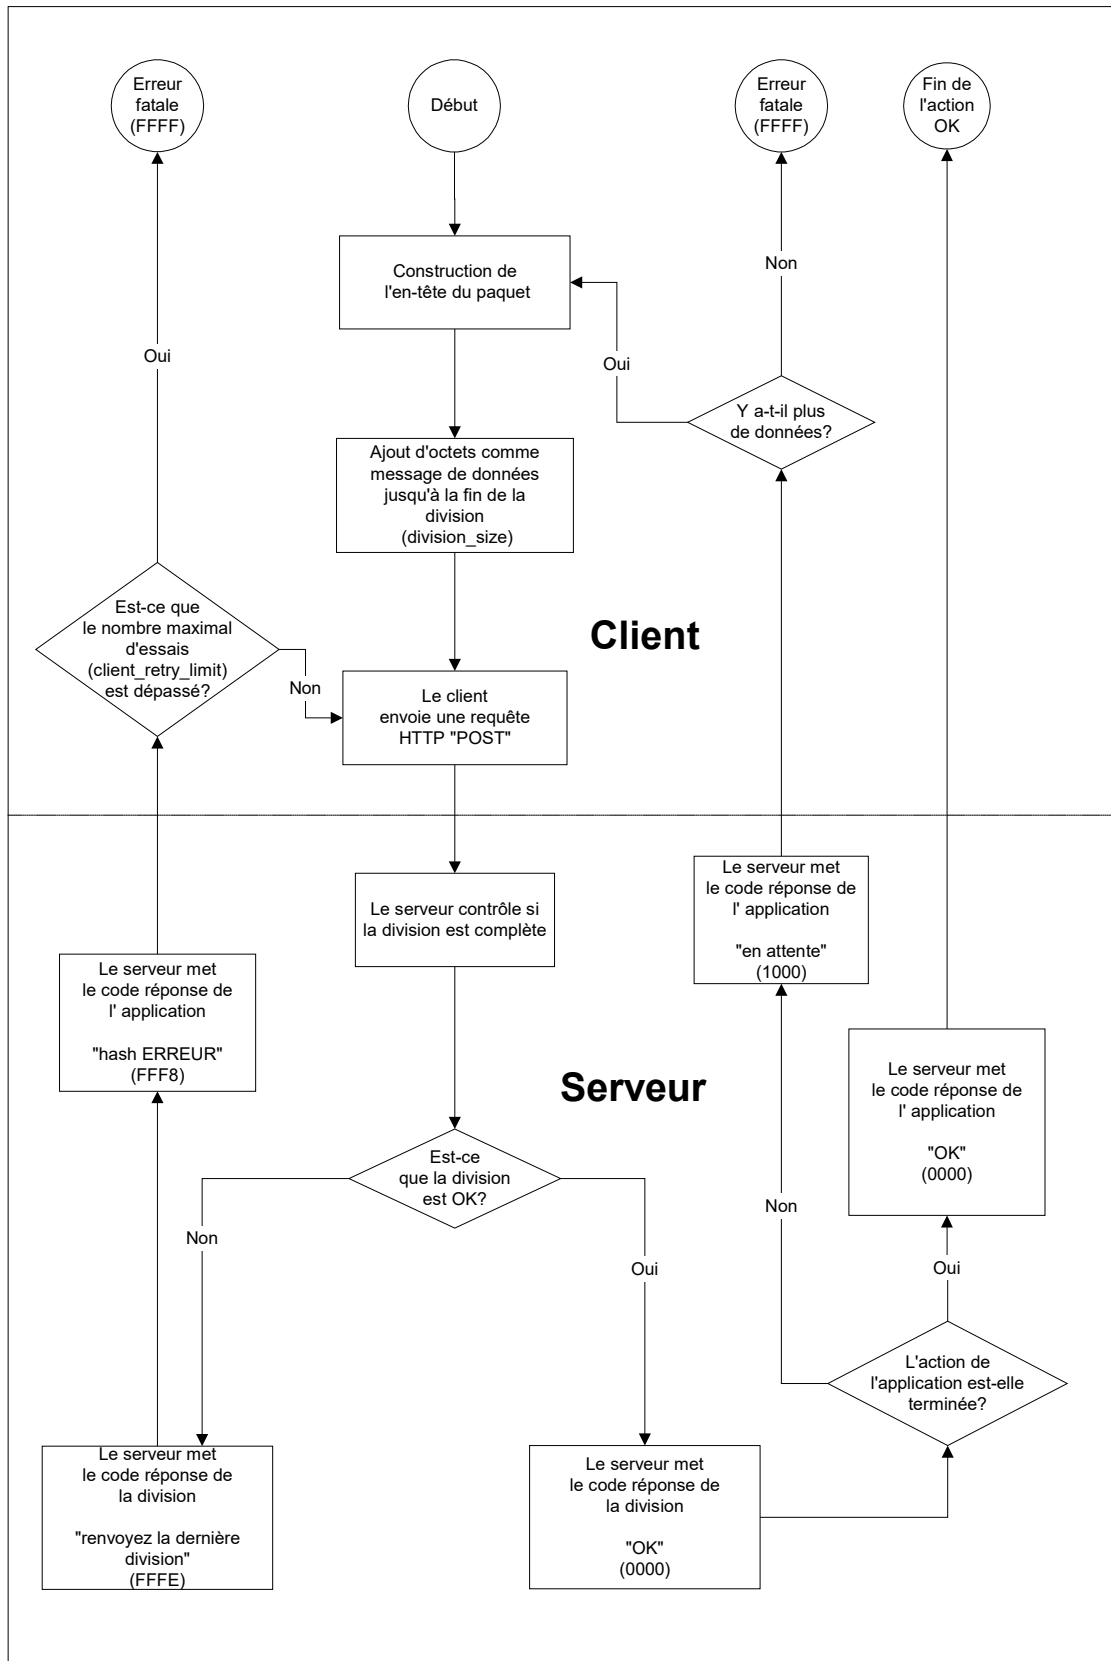 Erreur
fatale
(FFFF)
Début
Erreur
fatale
(FFFF)
Fin de
l'action
OK
Construction de
l'en-tête du paquet
Non
Oui
Oui
Y a-t-il plus
de données?
Ajout d'octets comme
message de données
jusqu'à la fin de la
division
(division_size)
Est-ce que
le nombre maximal
d'essais
(client_retry_limit)
est dépassé?
Client
Non
Le client
envoie une requête
HTTP "POST"
Le serveur met
le code réponse de
l' application
"en attente"
(1000)
Le serveur contrôle si
la division est complète
Le serveur met
le code réponse de
l' application
"hash ERREUR"
(FFF8)
Serveur
Le serveur met
le code réponse de
l' application
"OK"
(0000)
Est-ce
que la division
est OK?
Non
Non
Oui
Oui
L'action de
l'application est-elle
terminée?
Le serveur met
le code réponse de
la division
"renvoyez la dernière
division"
(FFFE)
Le serveur met
le code réponse de
la division
"OK"
(0000)